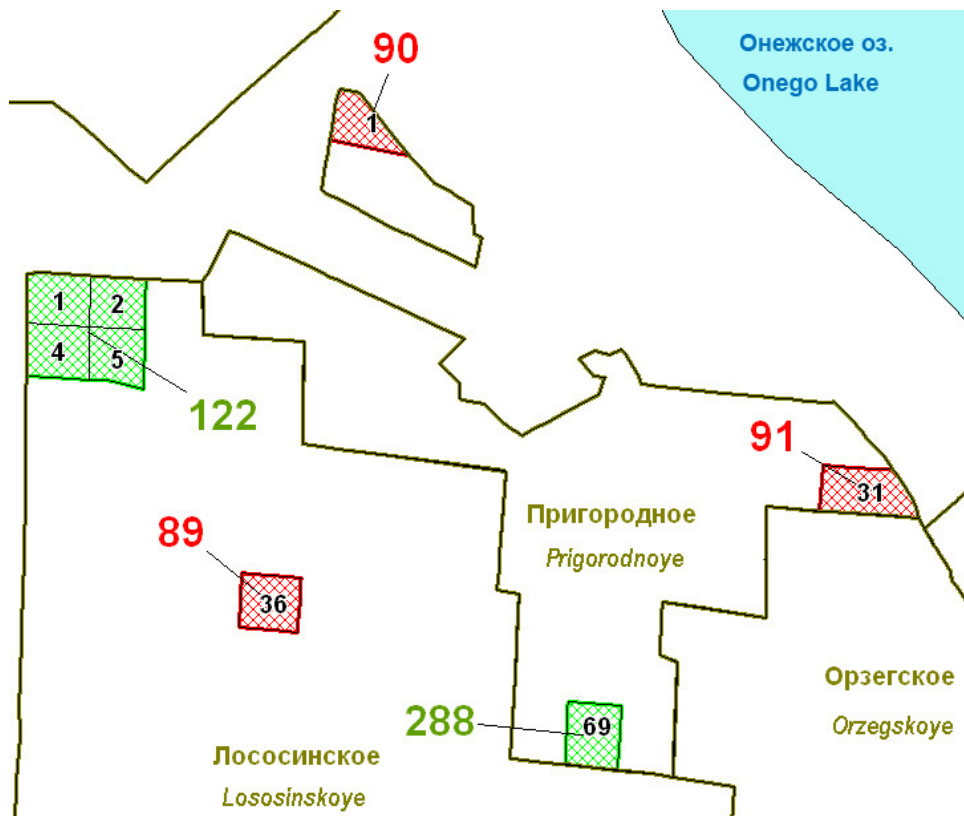 90
Онежское оз.
Onego Lake
1
1
2
4
5
122
91
31
Пригородное
Prigorodnoye
89
36
Орзегское
Orzegskoye
288
69
Лососинское
Lososinskoye